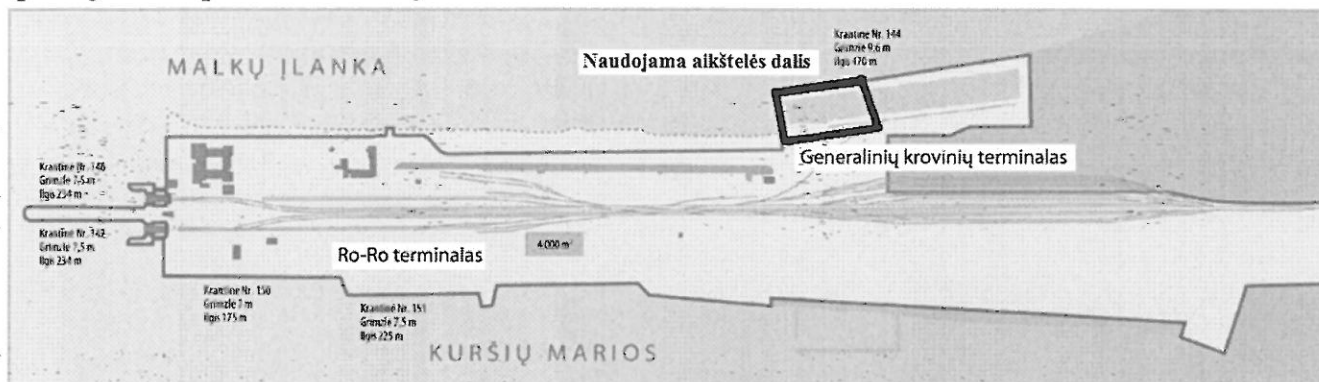 Krantinė Nr. 144
Grimzlė 9,6 m
Ilgis 470 m
Naudojama aikštelės dalis
MALKŲ ĮLANKA
Generalinių krovinių terminalas
Krantinė Nr.
Grimzlė 7,5 m
Ilgis 234 m
Krantinė Nr.
Grimzlė 7,5 m
Ilgis 234 m
Ro-Ro terminalas
4.000 m²
Krantinė Nr. 150
Grimzlė 7 m
Ilgis 175 m
Krantinė Nr. 151
Grimzlė 7,5 m
Ilgis 225 m
KURŠIŲ MARIOS